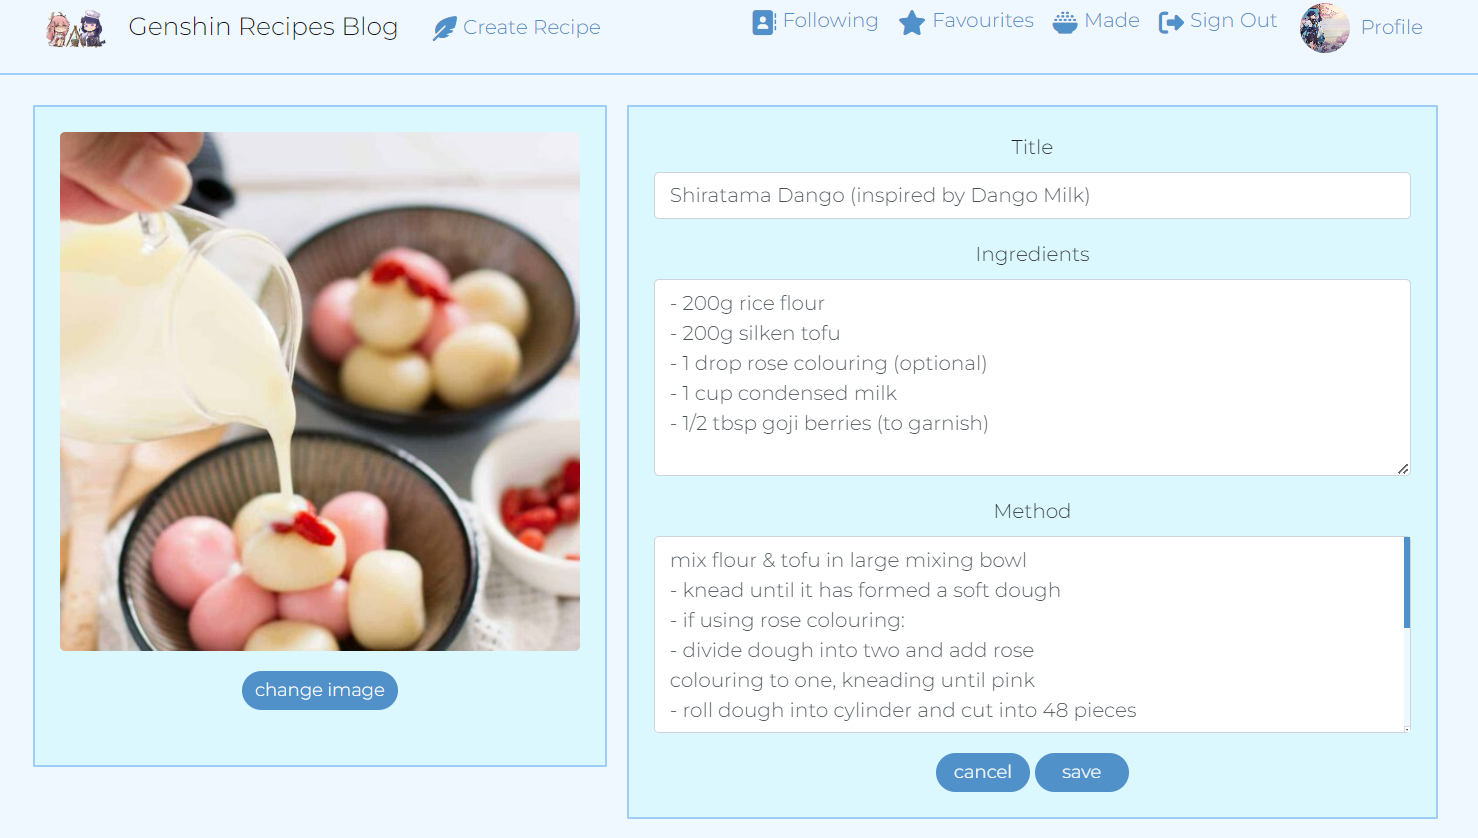 Genshin Recipes Blog
Create Recipe
Following
Favourites
Made
Sign Out
Profile
change image
Title
Shiratama Dango (inspired by Dango Milk)
Ingredients
- 200g rice flour
- 200g silken tofu
- 1 drop rose colouring (optional)
- 1 cup condensed milk
- 1/2 tbsp goji berries (to garnish)
Method
mix flour & tofu in large mixing bowl
- knead until it has formed a soft dough
- if using rose colouring:
- divide dough into two and add rose
colouring to one, kneading until pink
- roll dough into cylinder and cut into 48 pieces
cancel
save